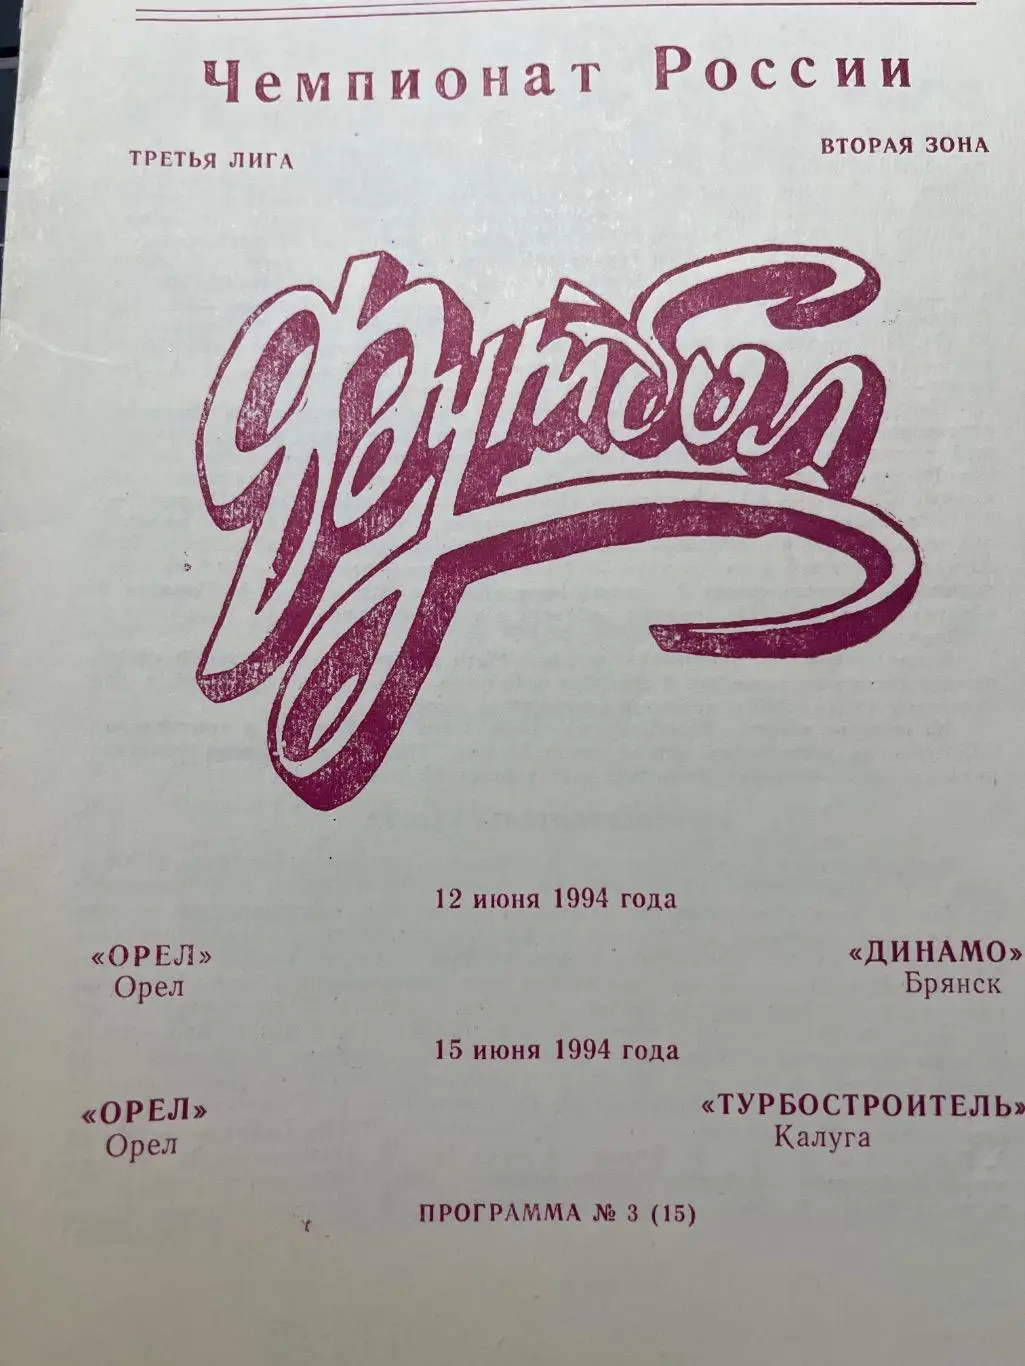 Чемпионат России
ТРЕТЬЯ ЛИГА ВТОРАЯ ЗОНА
Футбол
12 июня 1994 года
«ОРЕЛ» «ДИНАМО»
Орел Брянск
15 июня 1994 года
«ОРЕЛ» «ТУРБОСТРОИТЕЛЬ»
Орел Калуга
ПРОГРАММА № 3 (15)